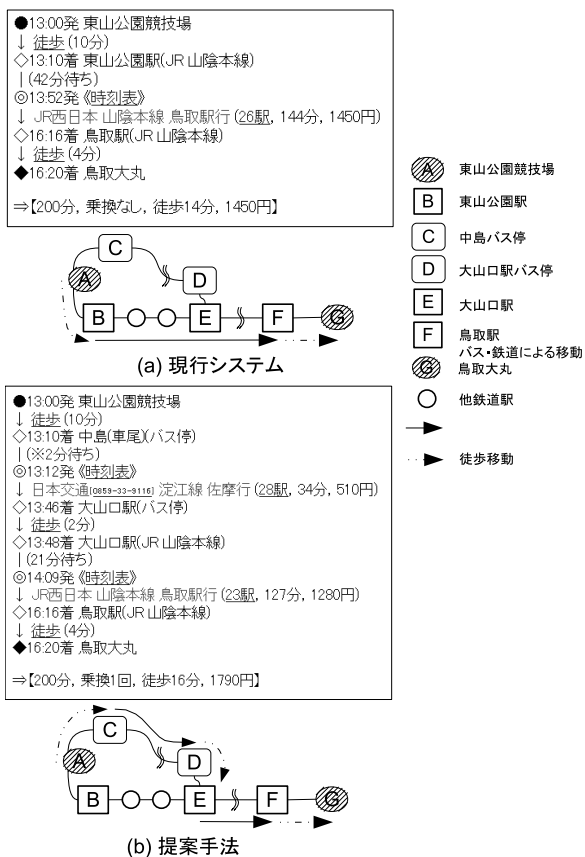 ●13:00発 東山公園競技場
↓ 徒歩 (10分)
◇13:10着 東山公園駅(JR 山陰本線)
| (42分待ち)
◎13:52発 《時刻表》
↓ JR西日本 山陰本線 鳥取駅行 (26駅, 144分, 1450円)
◇16:16着 鳥取駅(JR 山陰本線)
↓ 徒歩 (4分)
◆16:20着 鳥取大丸
⇒【200分, 乗換なし, 徒歩14分, 1450円】
C
A
D
B
E
F
G
(a) 現行システム
A 東山公園競技場
B 東山公園駅
C 中島バス停
D 大山口駅バス停
E 大山口駅
F 鳥取駅
バス・鉄道による移動
G 鳥取大丸
他鉄道駅
徒歩移動
●13:00発 東山公園競技場
↓ 徒歩 (10分)
◇13:10着 中島(車尾)(バス停)
| (※2分待ち)
◎13:12発 《時刻表》
↓ 日本交通[0859-33-9116] 淀江線 佐摩行 (28駅, 34分, 510円)
◇13:46着 大山口駅(バス停)
↓ 徒歩 (2分)
◇13:48着 大山口駅(JR 山陰本線)
| (21分待ち)
◎14:09発 《時刻表》
↓ JR西日本 山陰本線 鳥取駅行 (23駅, 127分, 1280円)
◇16:16着 鳥取駅(JR 山陰本線)
↓ 徒歩 (4分)
◆16:20着 鳥取大丸
⇒【200分, 乗換1回, 徒歩16分, 1790円】
C
A
D
B
E
F
G
(b) 提案手法